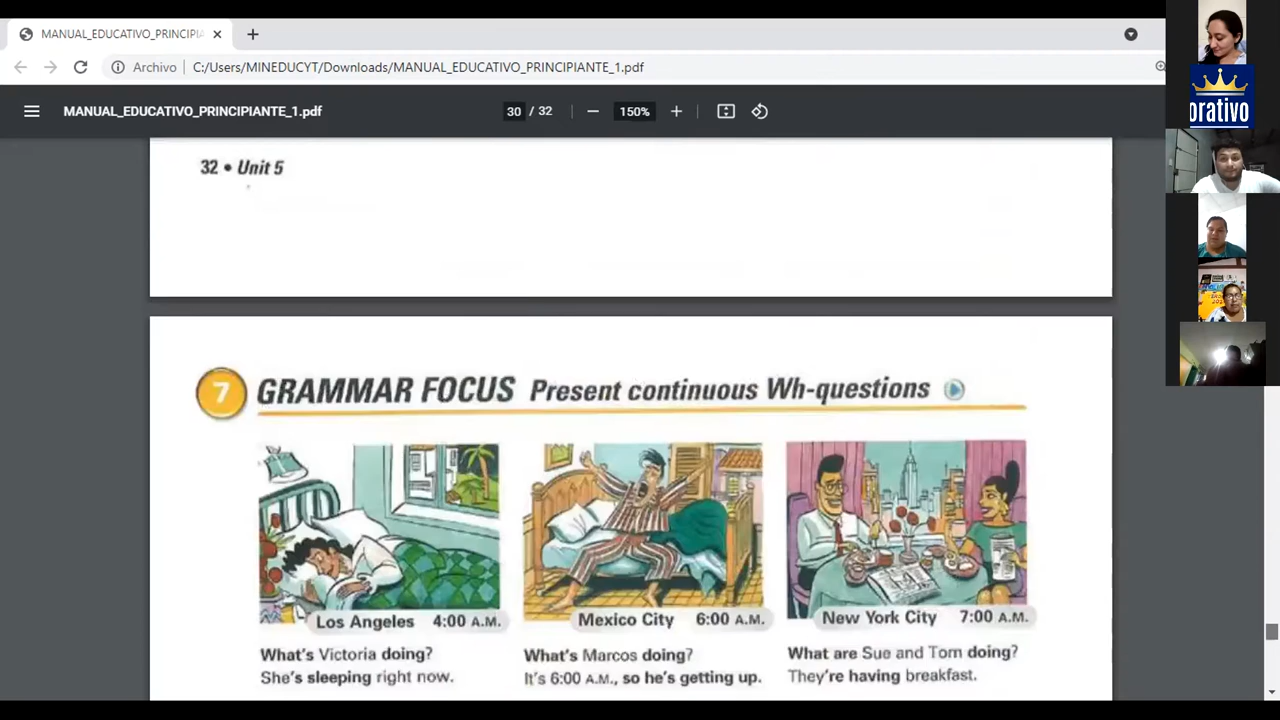 MANUAL_EDUCATIVO_PRINCIPIA
Archivo
C:/Users/MINEDUCYT/Downloads/MANUAL_EDUCATIVO_PRINCIPIANTE_1.pdf
MANUAL_EDUCATIVO_PRINCIPIANTE_1.pdf
30 / 32
150%
orativo
32 • Unit 5
7 GRAMMAR FOCUS Present continuous Wh-questions
Los Angeles 4:00 A.M.
What's Victoria doing?
She's sleeping right now.
Mexico City 6:00 A.M.
What's Marcos doing?
It's 6:00 A.M., so he's getting up.
New York City 7:00 A.M.
What are Sue and Tom doing?
They're having breakfast.